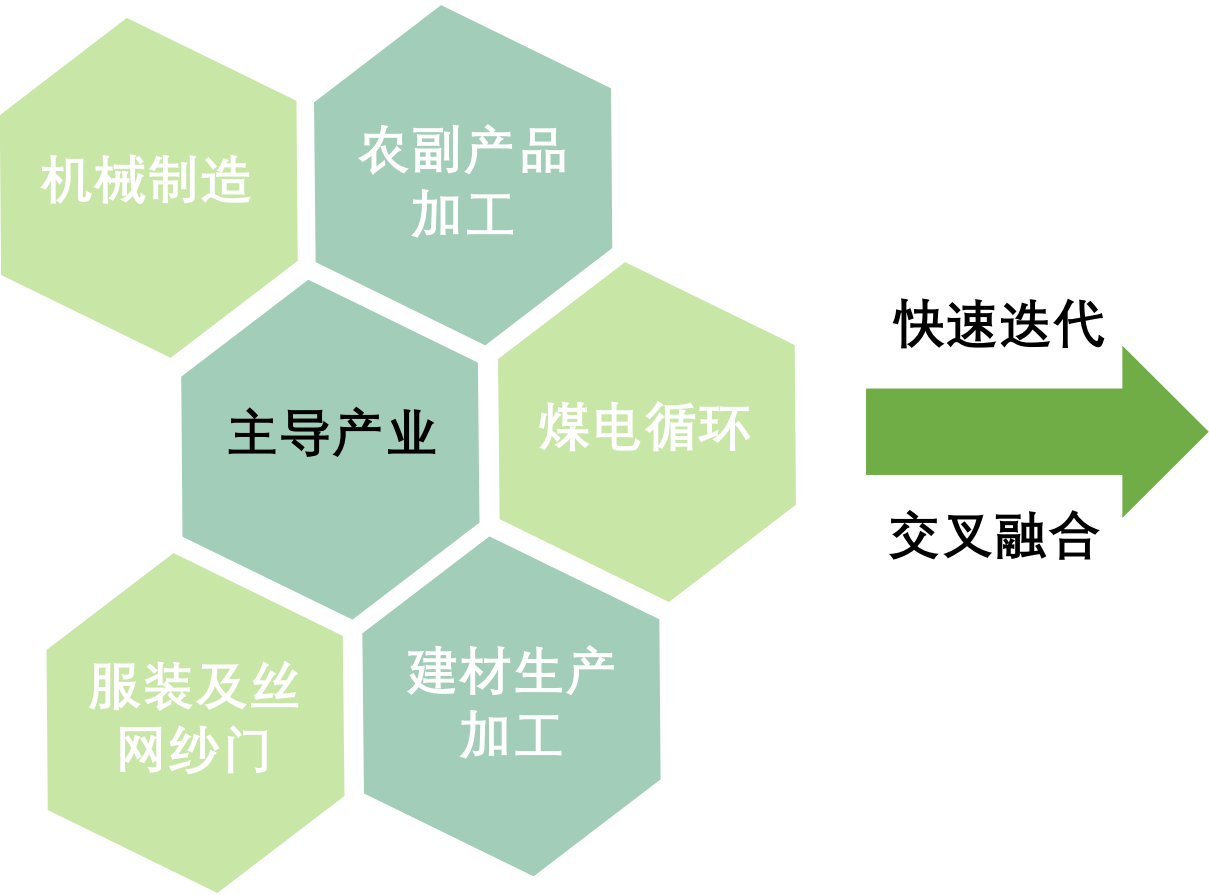 机械制造
农副产品
加工
主导产业
煤电循环
服装及丝
网纱门
建材生产
加工
快速迭代
交叉融合